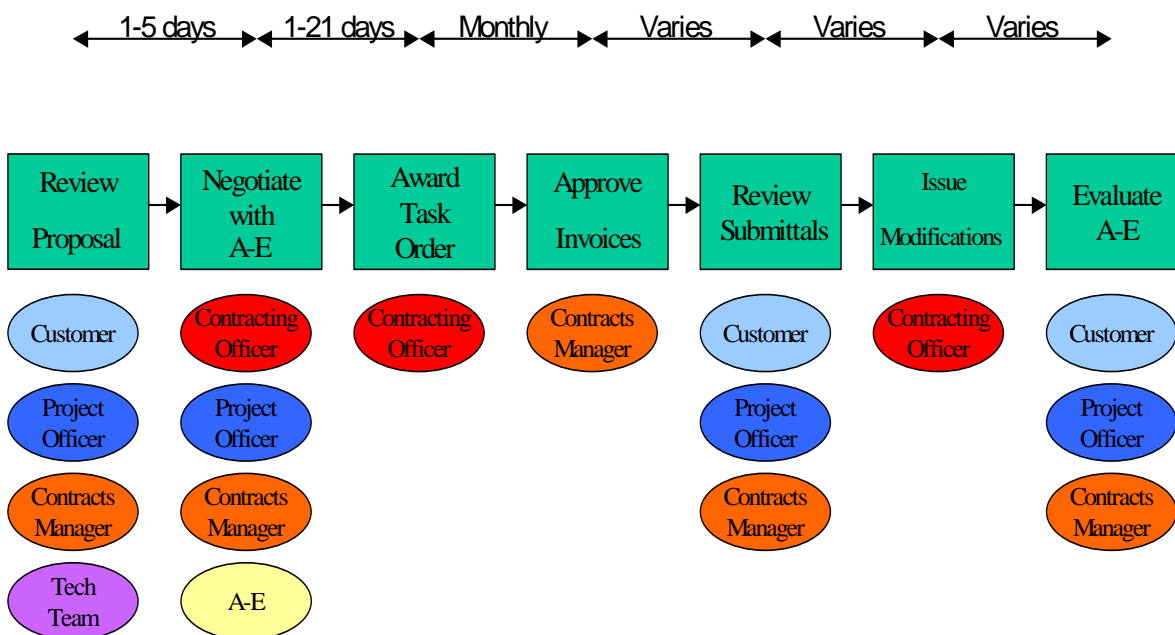 1-5 days
1-21 days
Monthly
Varies
Varies
Varies
Review
Proposal
Negotiate
with
A-E
Award
Task
Order
Approve
Invoices
Review
Submittals
Issue
Modifications
Evaluate
A-E
Customer
Contracting
Officer
Contracting
Officer
Contracts
Manager
Customer
Contracting
Officer
Customer
Project
Officer
Project
Officer
Project
Officer
Project
Officer
Contracts
Manager
Contracts
Manager
Contracts
Manager
Contracts
Manager
Tech
Team
A-E